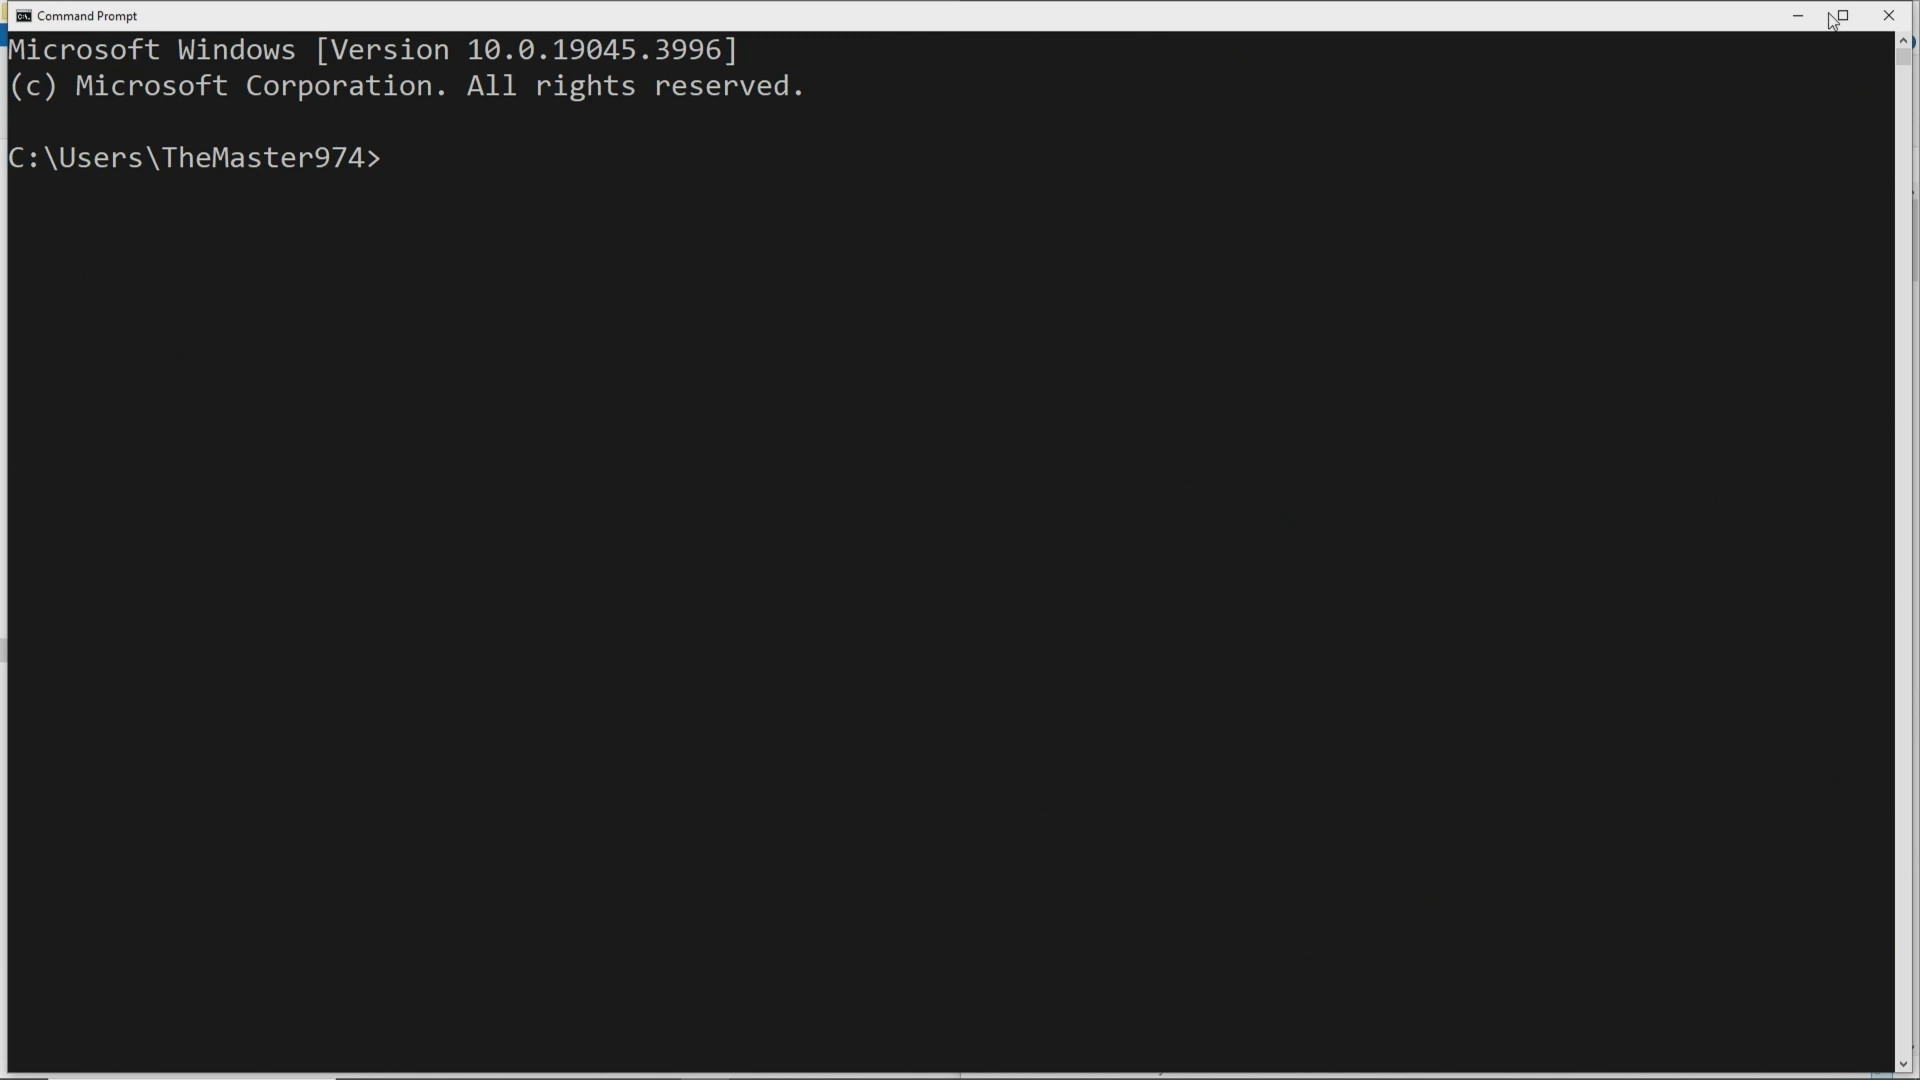 Command Prompt
Microsoft Windows [Version 10.0.19045.3996]
(c) Microsoft Corporation. All rights reserved.
C:\Users\TheMaster974>